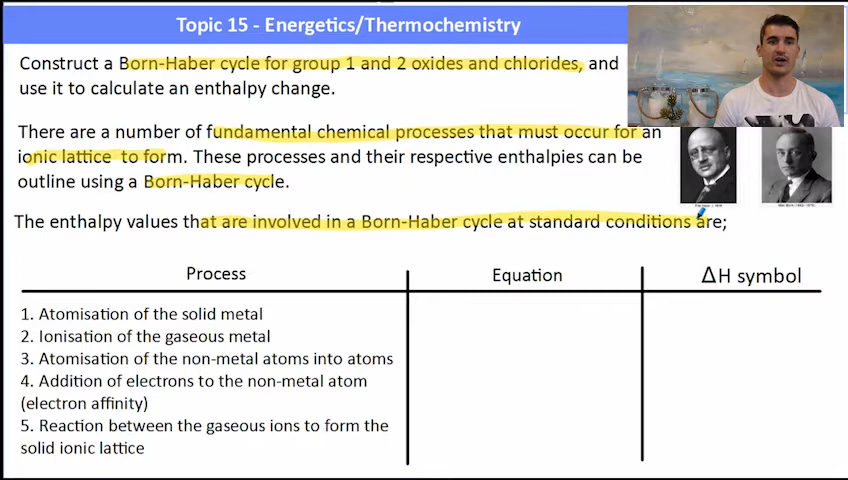 Topic 15 - Energetics/Thermochemistry
Construct a Born-Haber cycle for group 1 and 2 oxides and chlorides, and
use it to calculate an enthalpy change.
There are a number of fundamental chemical processes that must occur for an
ionic lattice to form. These processes and their respective enthalpies can be
outline using a Born-Haber cycle.
The enthalpy values that are involved in a Born-Haber cycle at standard conditions are;
Process Equation ΔH symbol
1. Atomisation of the solid metal
2. Ionisation of the gaseous metal
3. Atomisation of the non-metal atoms into atoms
4. Addition of electrons to the non-metal atom
(electron affinity)
5. Reaction between the gaseous ions to form the
solid ionic lattice